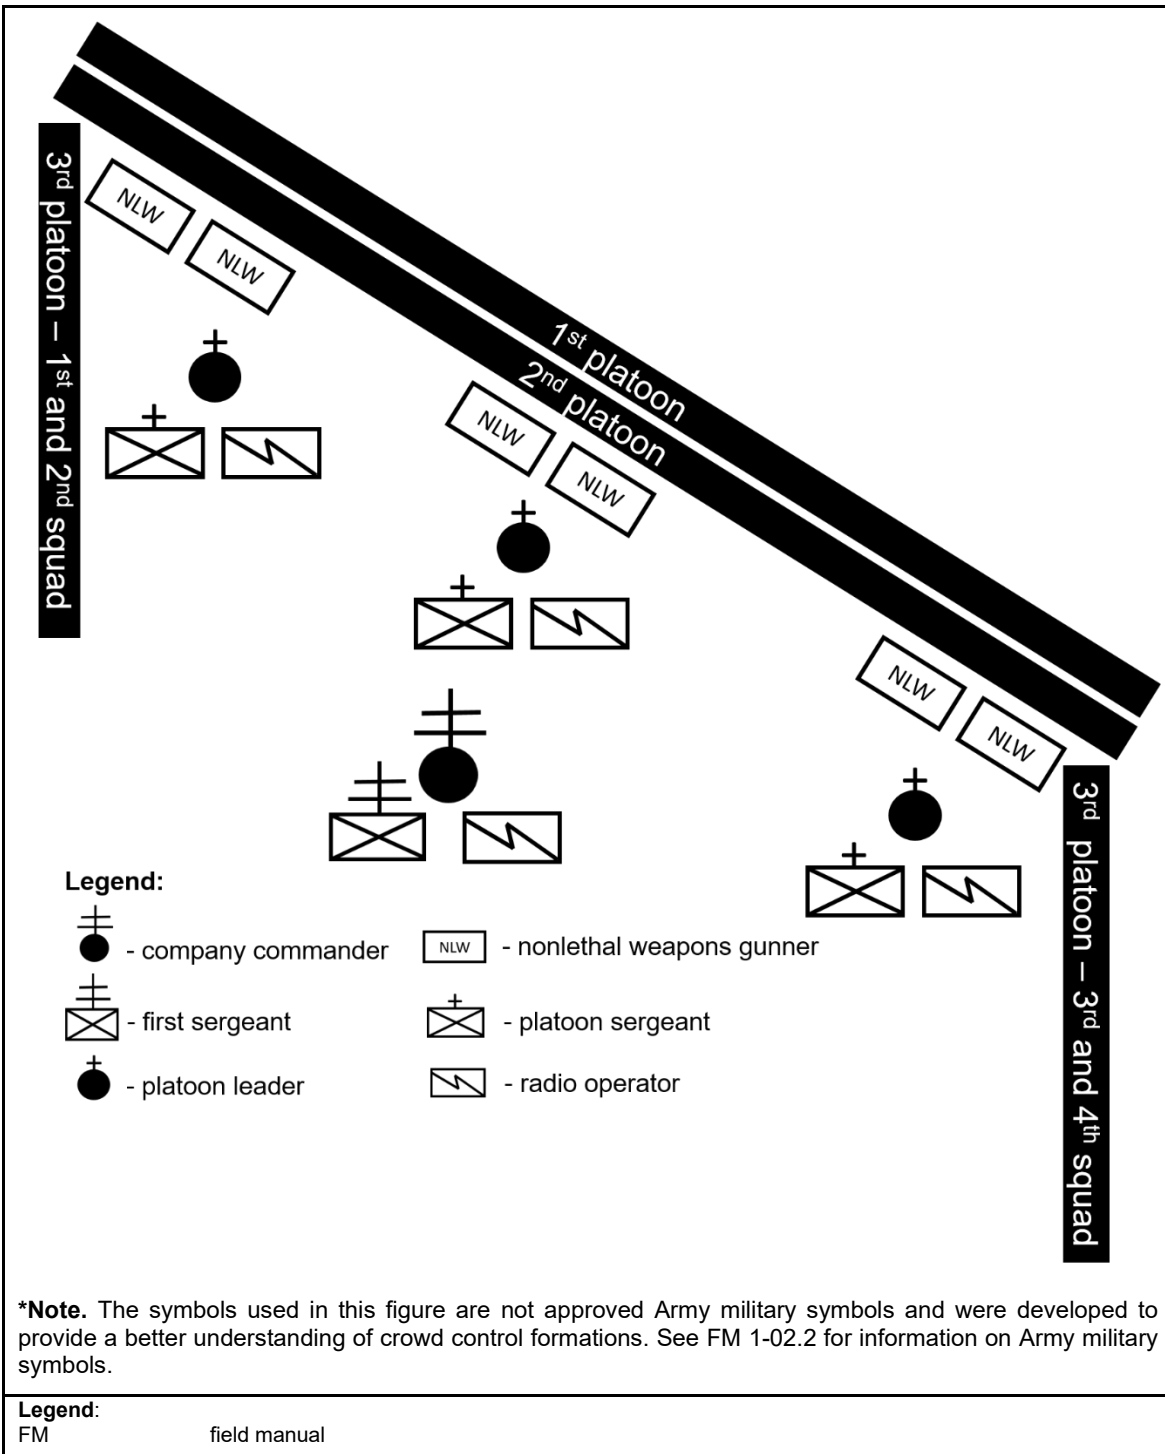 1st platoon
2nd platoon
3rd platoon – 1st and 2nd squad
NLW
NLW
NLW
NLW
NLW
NLW
3rd platoon – 3rd and 4th squad
Legend:
- company commander
NLW
- nonlethal weapons gunner
- first sergeant
- platoon sergeant
- platoon leader
- radio operator
*Note. The symbols used in this figure are not approved Army military symbols and were developed to
provide a better understanding of crowd control formations. See FM 1-02.2 for information on Army military
symbols.
Legend:
FM field manual